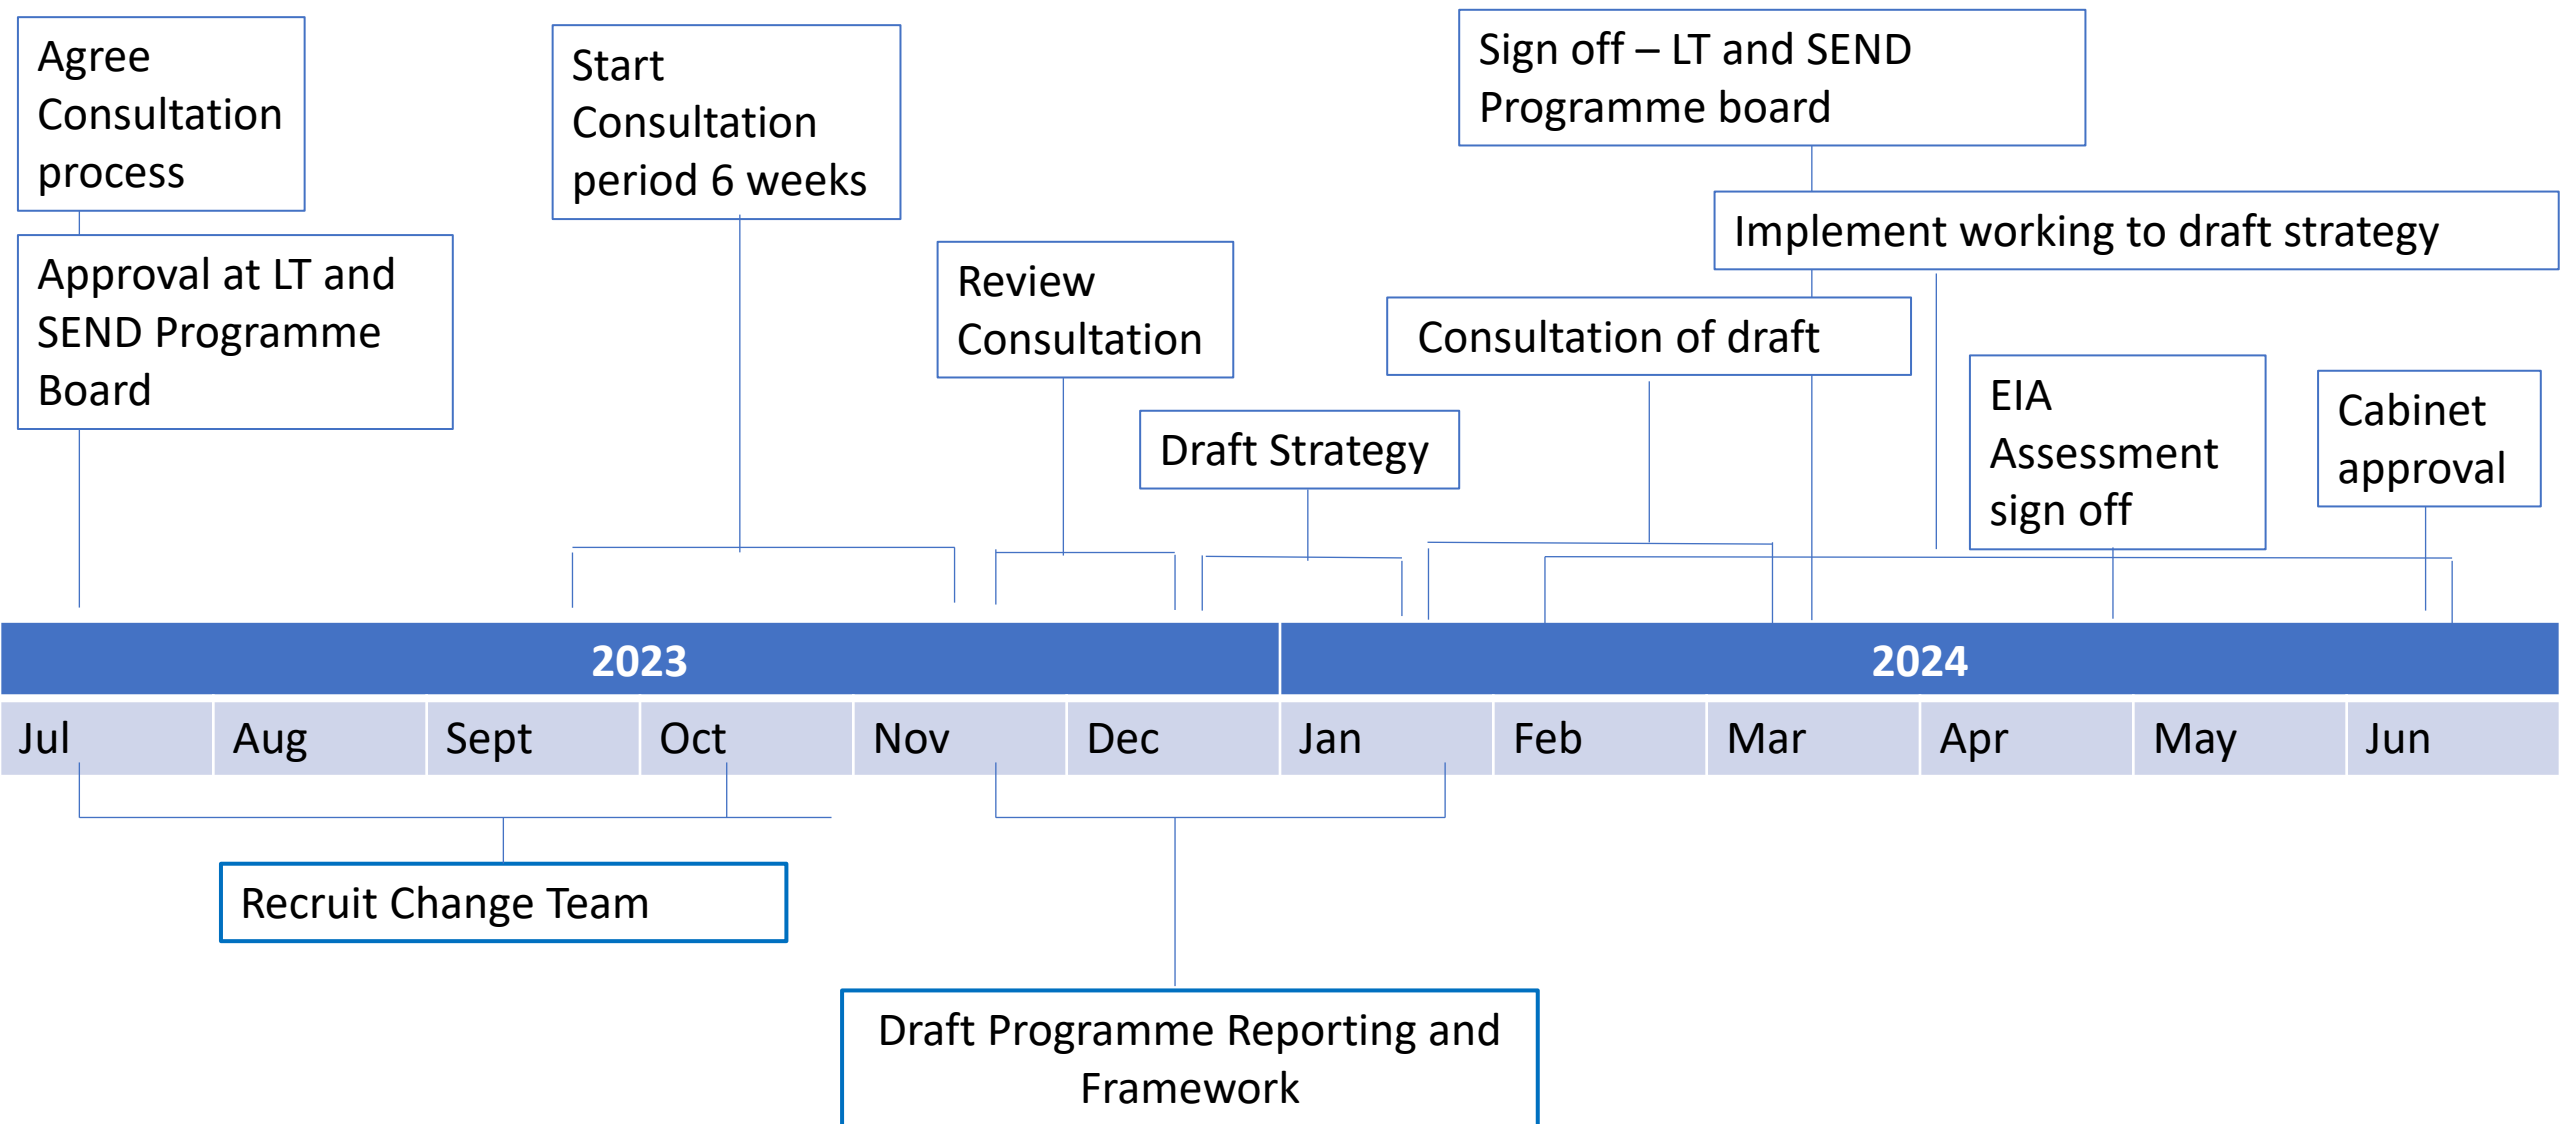 Agree
Consultation
process
Approval at LT and
SEND Programme
Board
Start
Consultation
period 6 weeks
Review
Consultation
Draft Strategy
Sign off – LT and SEND
Programme board
Implement working to draft strategy
Consultation of draft
EIA
Assessment
sign off
Cabinet
approval
2023 2024
Jul Aug Sept Oct Nov Dec Jan Feb Mar Apr May Jun
Recruit Change Team
Draft Programme Reporting and
Framework